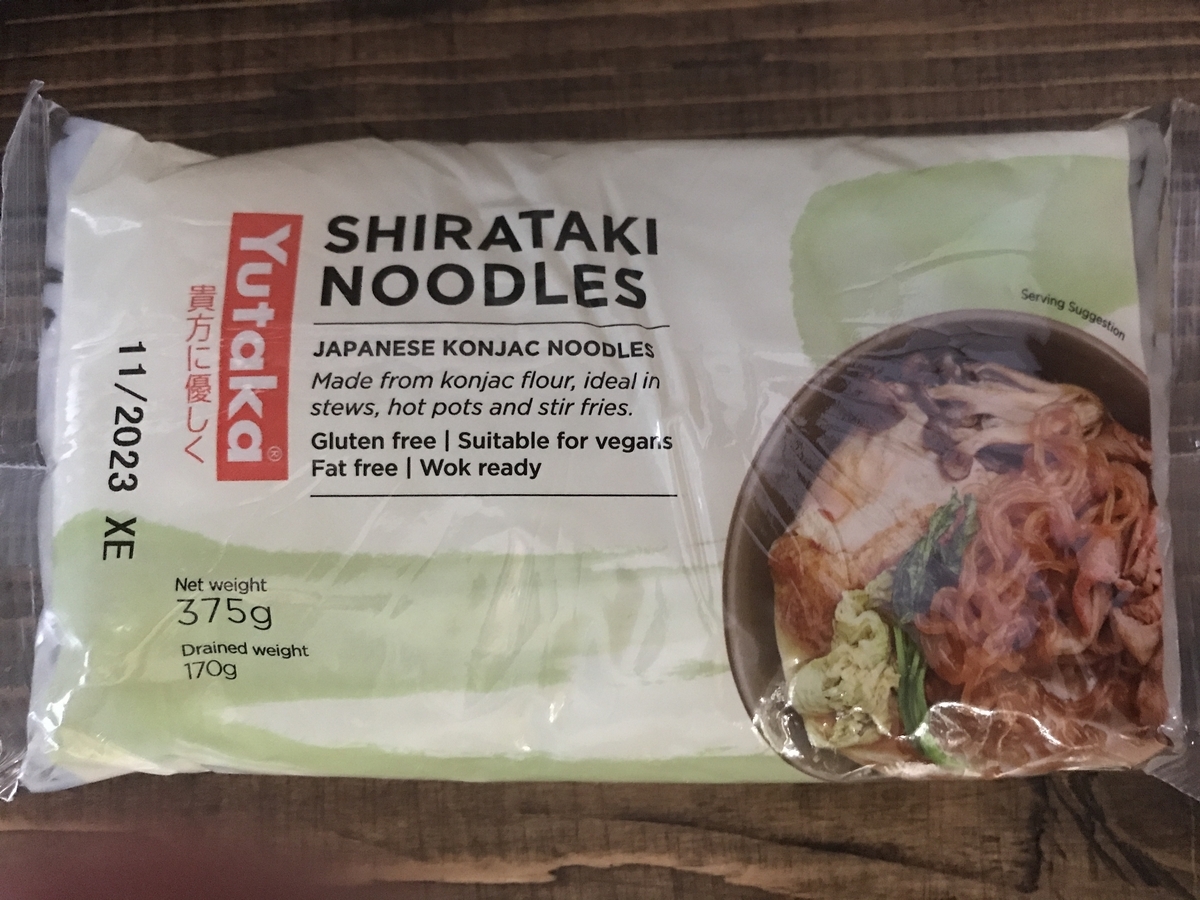 SHIRATAKI
NOODLES
JAPANESE KONJAC NOODLES
Made from konjac flour, ideal in
stews, hot pots and stir fries.
Gluten free | Suitable for vegans
Fat free | Wok ready
Yutaka®
貴方に優しく
11/2023 XE
Net weight
375g
Drained weight
170g
Serving Suggestion